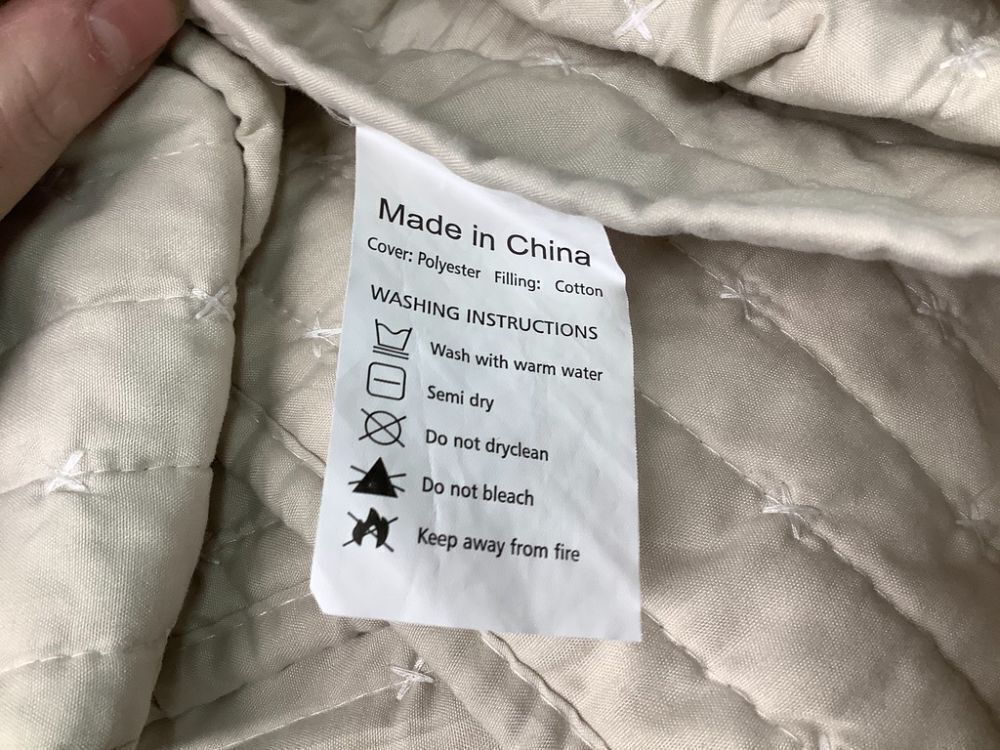 Made in China
Cover: Polyester Filling: Cotton
WASHING INSTRUCTIONS
Wash with warm water
Semi dry
Do not dryclean
Do not bleach
Keep away from fire